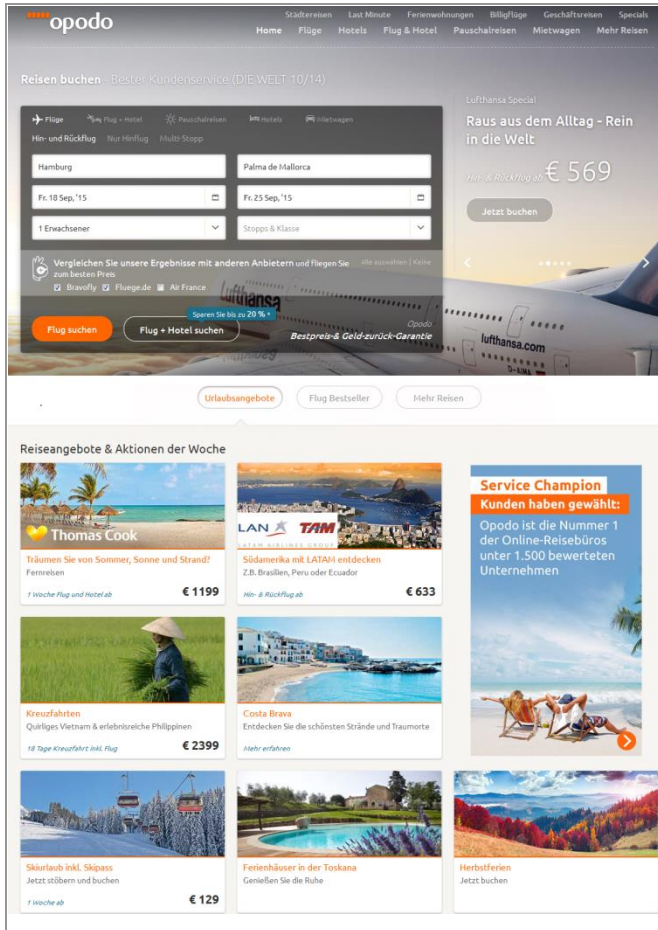 opodo
Städtereisen Last Minute Ferienwohnungen Billigflüge Geschäftsreisen Specials
Home Flüge Hotels Flug & Hotel Pauschalreisen Mietwagen Mehr Reisen
Reisen buchen - Bester Kundenservice (DIE WELT 10/14)
Flüge Flug + Hotel Pauschalreisen Hotels Mietwagen
Hin- und Rückflug Nur Hinflug Multi-Stopp
Hamburg Palma de Mallorca
Fr. 18 Sep, '15 Fr. 25 Sep, '15
1 Erwachsener Stopps & Klasse
Vergleichen Sie unsere Ergebnisse mit anderen Anbietern und fliegen Sie
zum besten Preis
Alle auswählen | Keine
Bravofly Fluege.de Air France
Sparen Sie bis zu 20 % *
Flug suchen Flug + Hotel suchen
Opodo
Bestpreis-& Geld-zurück-Garantie
Lufthansa Special
Raus aus dem Alltag - Rein
in die Welt
Hin- & Rückflug ab € 569
Jetzt buchen
Lufthansa
lufthansa.com
D-AIMA
Urlaubsangebote Flug Bestseller Mehr Reisen
Reiseangebote & Aktionen der Woche
Thomas Cook
Träumen Sie von Sommer, Sonne und Strand?
Fernreisen
1 Woche Flug und Hotel ab € 1199
LAN TAM
LATAM AIRLINES GROUP
Südamerika mit LATAM entdecken
Z.B. Brasilien, Peru oder Ecuador
Hin- & Rückflug ab € 633
Service Champion
Kunden haben gewählt:
Opodo ist die Nummer 1
der Online-Reisebüros
unter 1.500 bewerteten
Unternehmen
Kreuzfahrten
Quirliges Vietnam & erlebnisreiche Philippinen
18 Tage Kreuzfahrt inkl. Flug € 2399
Costa Brava
Entdecken Sie die schönsten Strände und Traumorte
Mehr erfahren
Skiurlaub inkl. Skipass
Jetzt stöbern und buchen
1 Woche ab € 129
Ferienhäuser in der Toskana
Genießen Sie die Ruhe
Herbstferien
Jetzt buchen